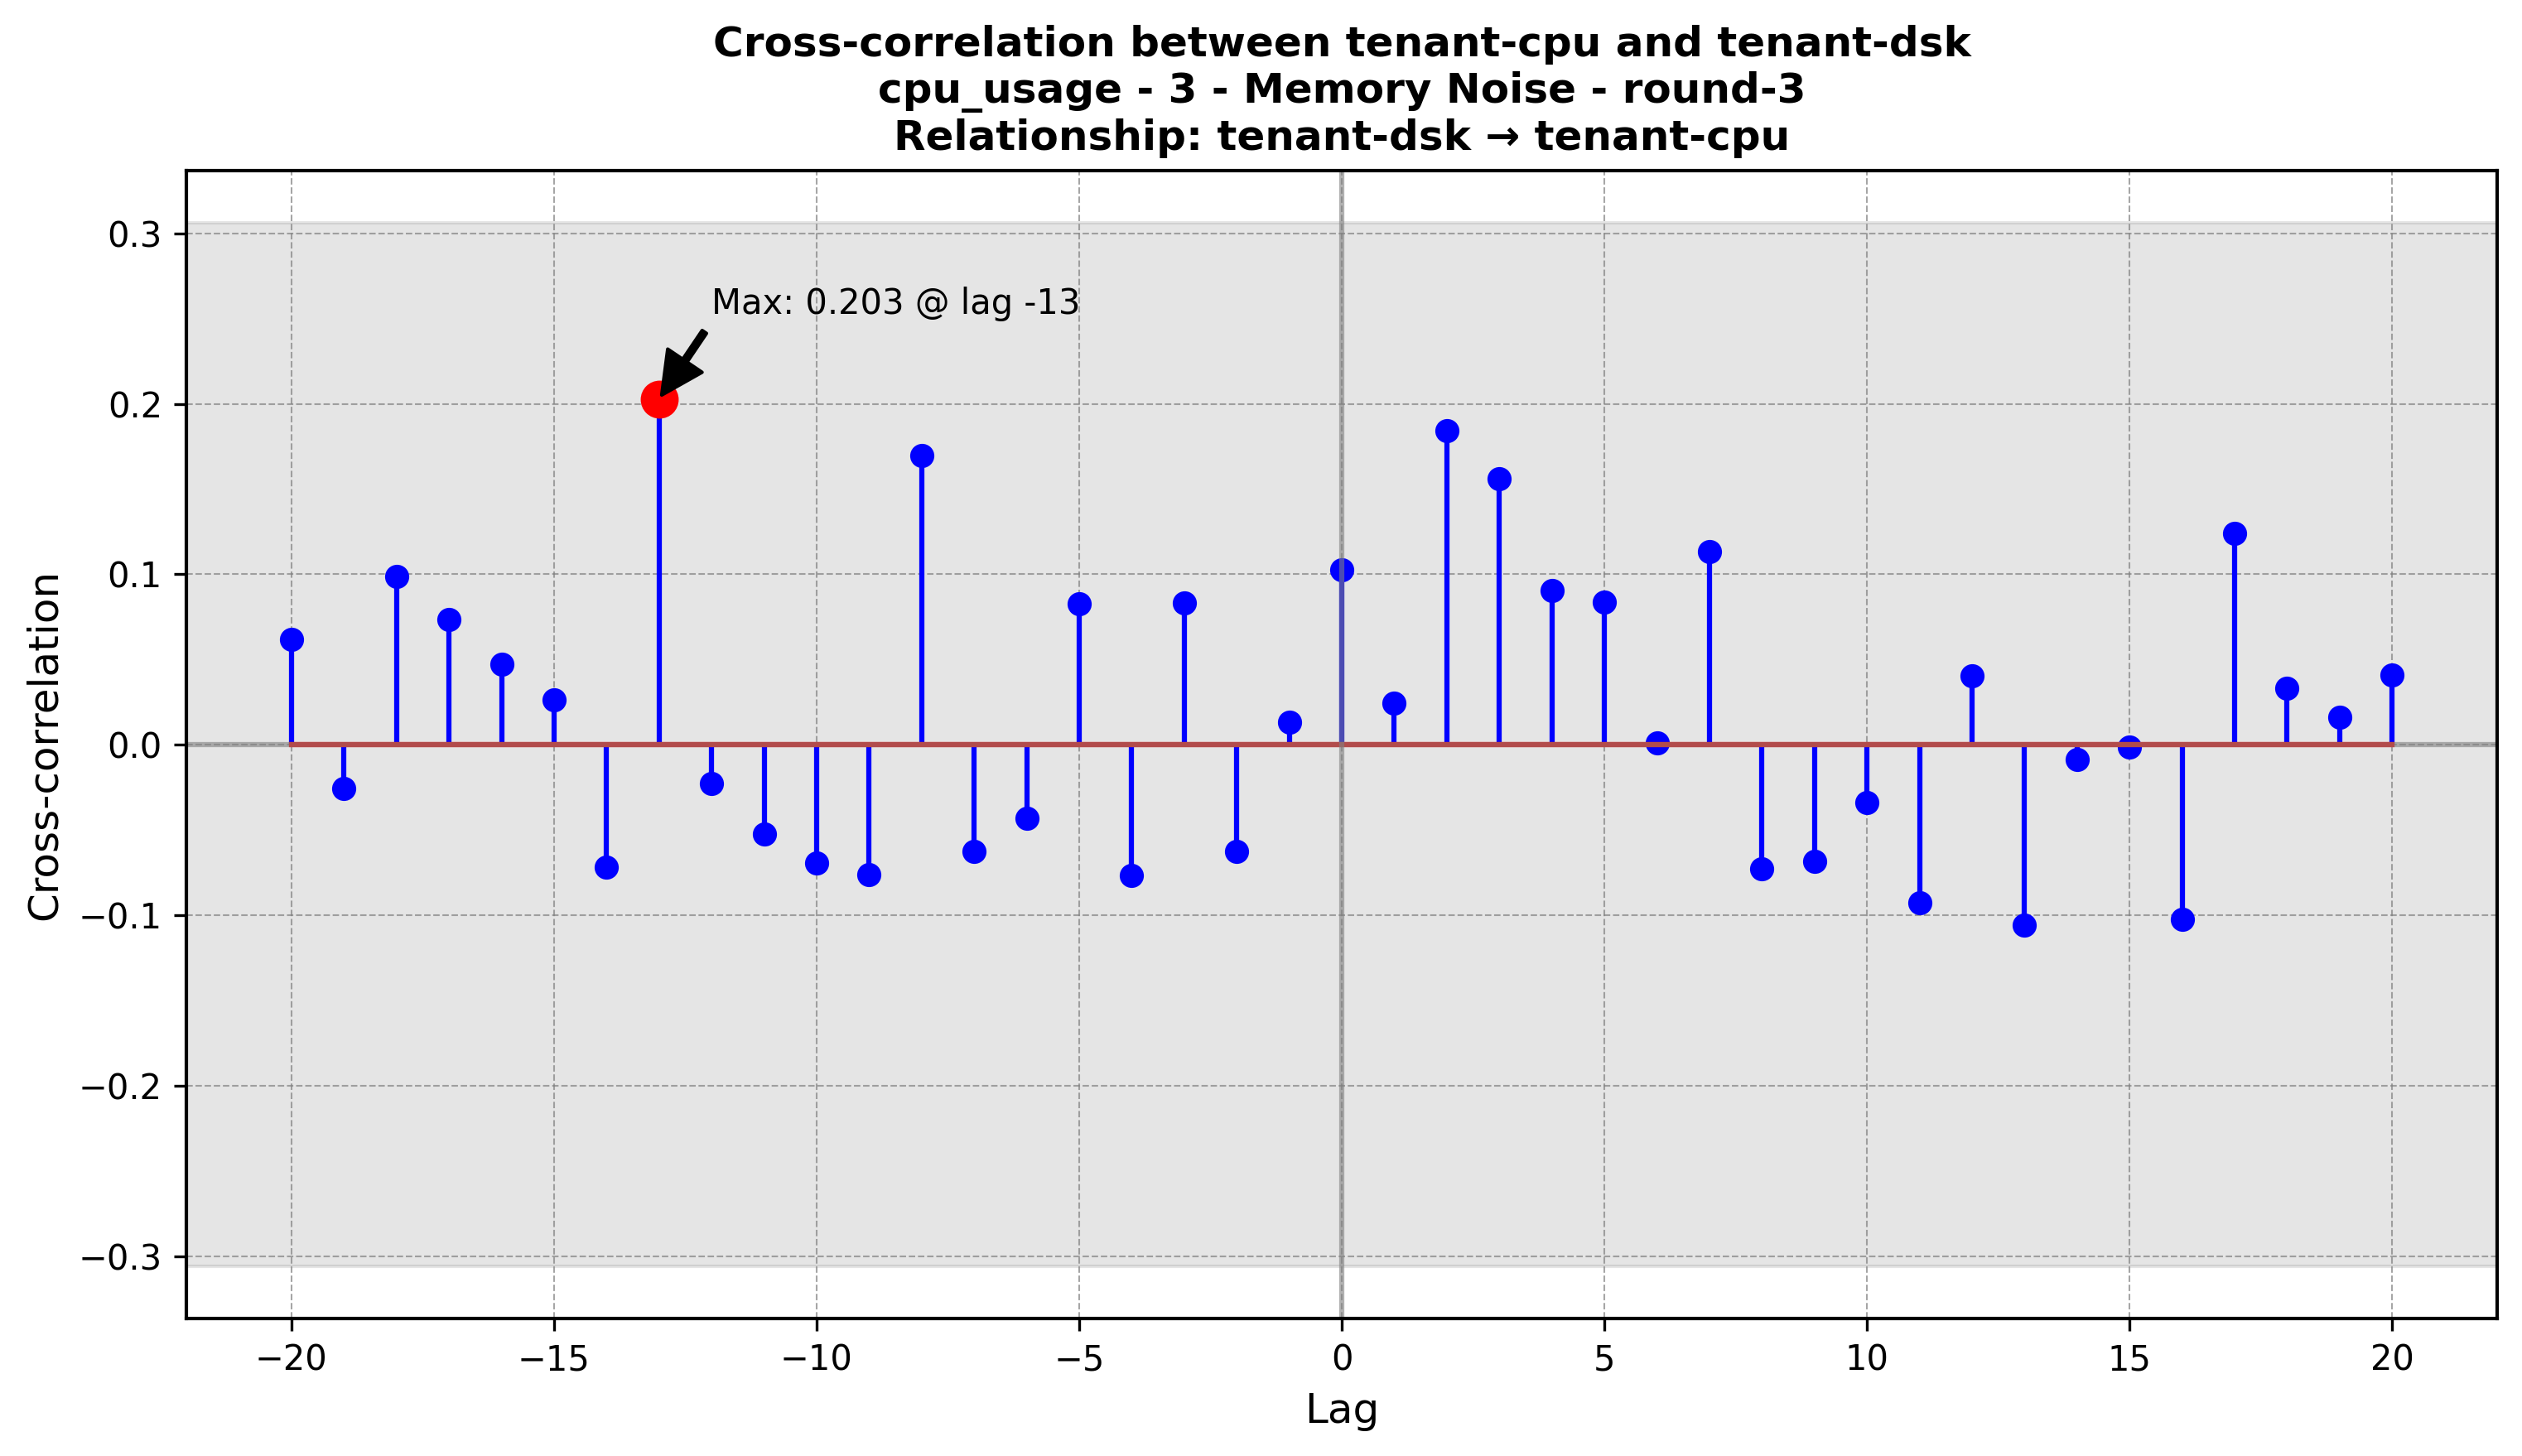 Cross-correlation between tenant-cpu and tenant-dsk
cpu_usage - 3 - Memory Noise - round-3
Relationship: tenant-dsk → tenant-cpu
0.3
0.2
0.1
0.0
−0.1
−0.2
−0.3
Cross-correlation
Max: 0.203 @ lag -13
−20
−15
−10
−5
0
5
10
15
20
Lag